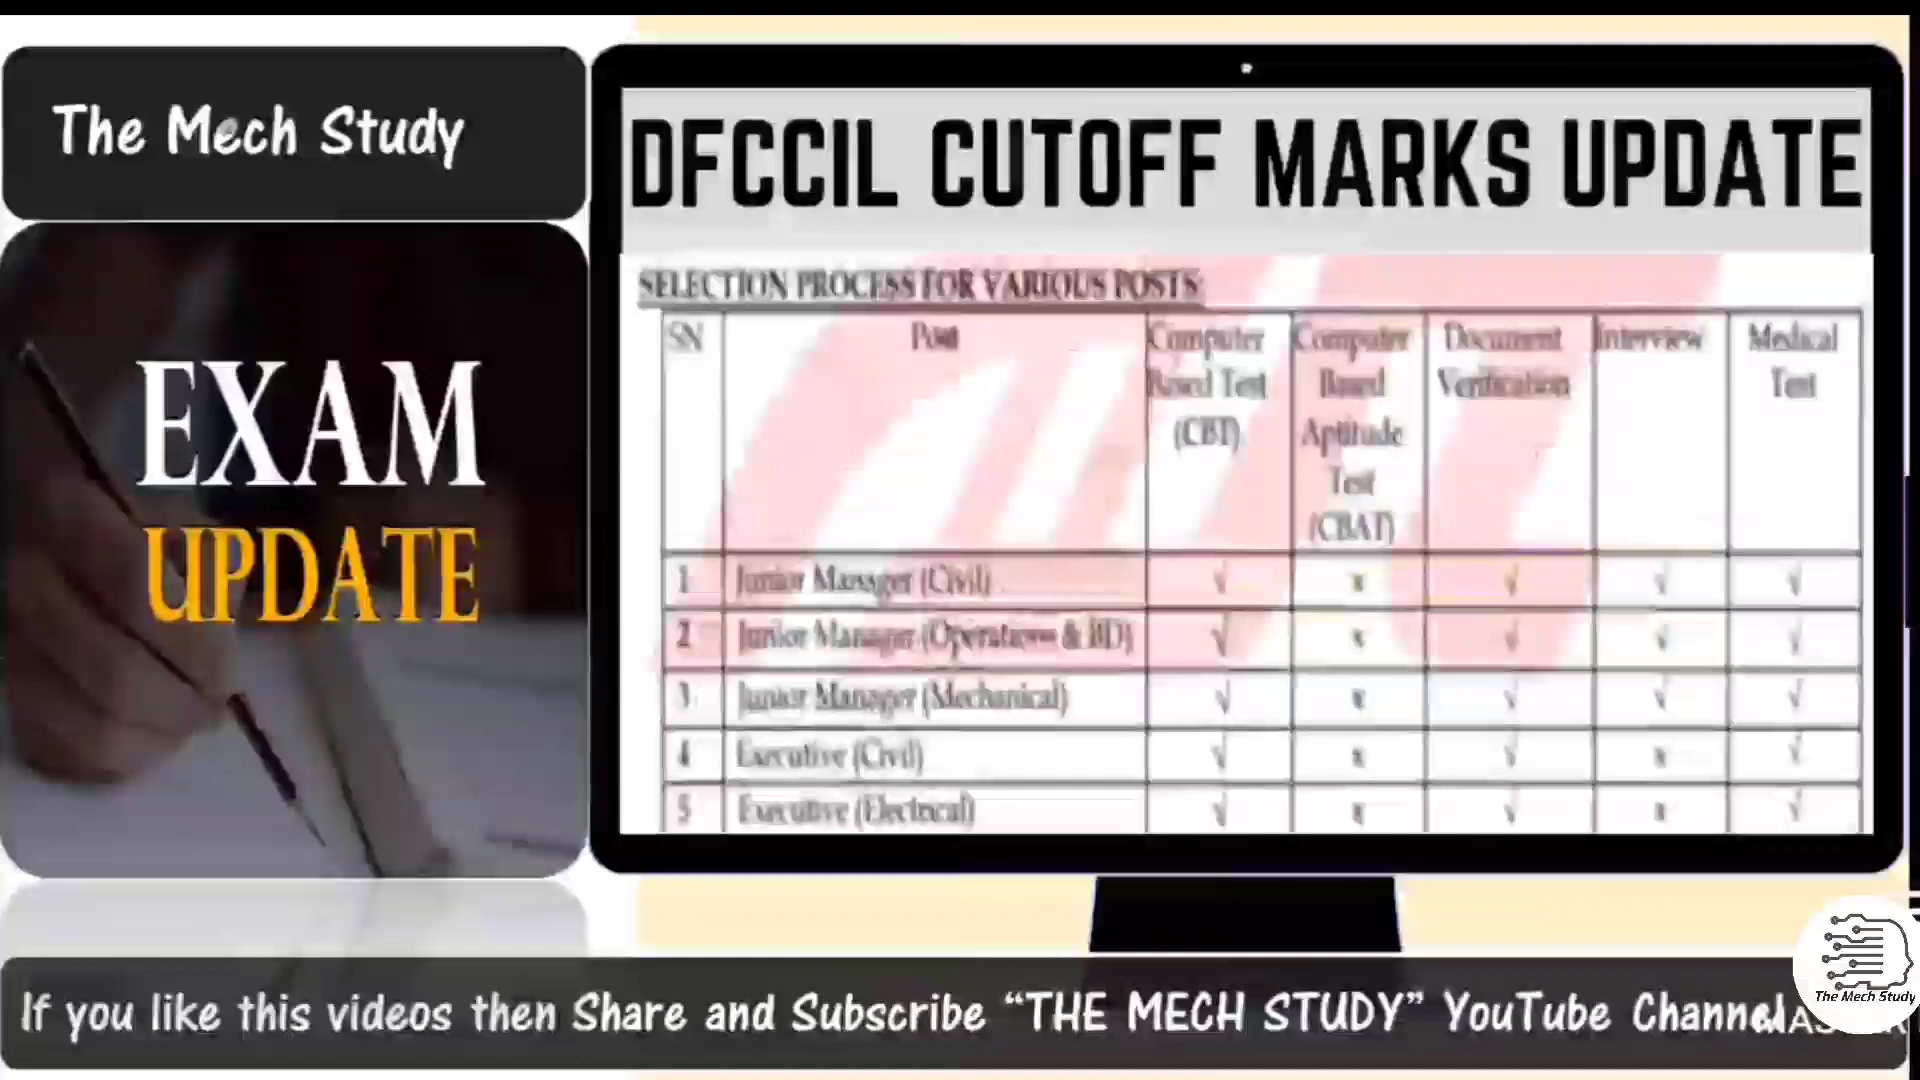 The Mech Study
EXAM
UPDATE
DFCCIL CUTOFF MARKS UPDATE
SELECTION PROCESS FOR VARIOUS POSTS
SN Post Computer Based Test (CBT) Computer Based Aptitude Test (CBAT) Document Verification Interview Medical Test
1 Junior Manager (Civil) √ x √ √ √
2 Junior Manager (Operations & BD) √ x √ √ √
3 Junior Manager (Mechanical) √ x √ √ √
4 Executive (Civil) √ x √ x √
5 Executive (Electrical) √ x √ x √
If you like this videos then Share and Subscribe “THE MECH STUDY” YouTube Channel
The Mech Study